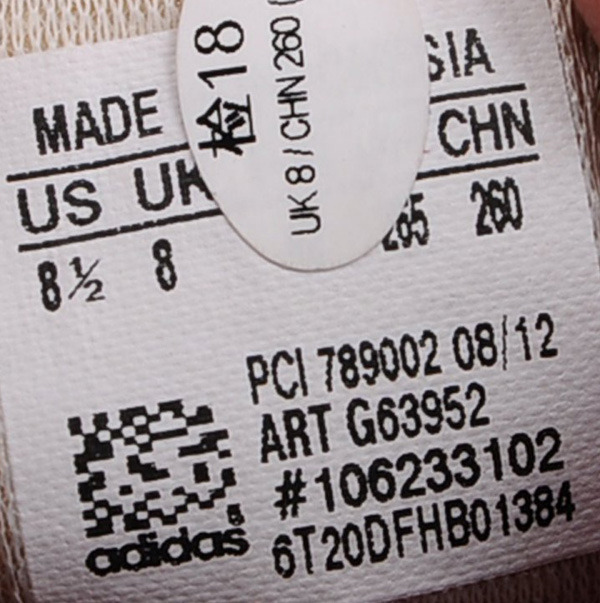 检18
UK 8 / CHN 260 (
MADE
US UK CHN
8½ 8 265 260
PCI 789002 08/12
ART G63952
#106233102
6T20DFHB01384
adidas